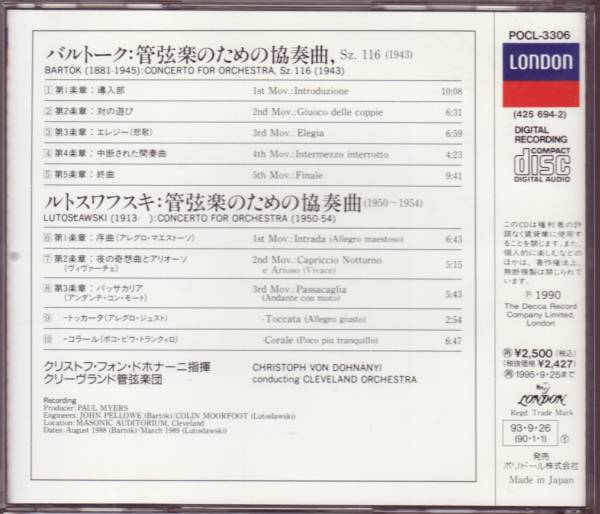 バルトーク:管弦楽のための協奏曲, Sz. 116 (1943)
BARTÓK (1881-1945):CONCERTO FOR ORCHESTRA, Sz. 116 (1943)
1 第1楽章:導入部 1st Mov.:Introduzione 10:08
2 第2楽章:対の遊び 2nd Mov.:Giuoco delle coppie 6:31
3 第3楽章:エレジー(悲歌) 3rd Mov.:Elegia 6:59
4 第4楽章:中断された間奏曲 4th Mov.:Intermezzo interrotto 4:23
5 第5楽章:終曲 5th Mov.:Finale 9:41
ルトスワフスキ:管弦楽のための協奏曲(1950-1954)
LUTOSŁAWSKI (1913- ):CONCERTO FOR ORCHESTRA (1950-54)
6 第1楽章:序曲(アレグロ・マエストーソ) 1st Mov.:Intrada (Allegro maestoso) 6:43
7 第2楽章:夜の奇想曲とアリオーソ 2nd Mov.:Capriccio Notturno
(ヴィヴァーチェ) e Arioso (Vivace) 5:15
8 第3楽章:パッサカリア 3rd Mov.:Passacaglia
(アンダンテ・コン・モート) (Andante con moto) 5:43
9 -トッカータ(アレグロ・ジュスト) -Toccata (Allegro giusto) 2:54
10 -コラール(ポコ・ピウ・トランクィロ) -Corale (Poco piu tranquillo) 6:47
クリストフ・フォン・ドホナーニ指揮 CHRISTOPH VON DOHNÁNYI
クリーヴランド管弦楽団 conducting CLEVELAND ORCHESTRA
Recording
Producer: PAUL MYERS
Engineers: JOHN PELLOWE (Bartók)/COLIN MOORFOOT (Lutosławski)
Location: MASONIC AUDITORIUM, Cleveland
Dates: August 1988 (Bartók)/March 1989 (Lutosławski)
POCL-3306
LONDON
(425 694-2)
DIGITAL
RECORDING
COMPACT
disc
DIGITAL AUDIO
このCDは権利者の許
諾なく賃貸業に使用す
ることを禁じます。また、
個人的に楽しむなどの
ほかは、著作権法上、
無断複製は禁じられて
います。
Ⓟ 1990
The Decca Record
Company Limited,
London
㊖¥2,500(税込)
(税抜価格 ¥2,427)
㊖1995・9・25まで
LONDON
Regd. Trade Mark
93・9・26
(90・1・1) Ⓨ
発売
ポリドール株式会社
Made in Japan